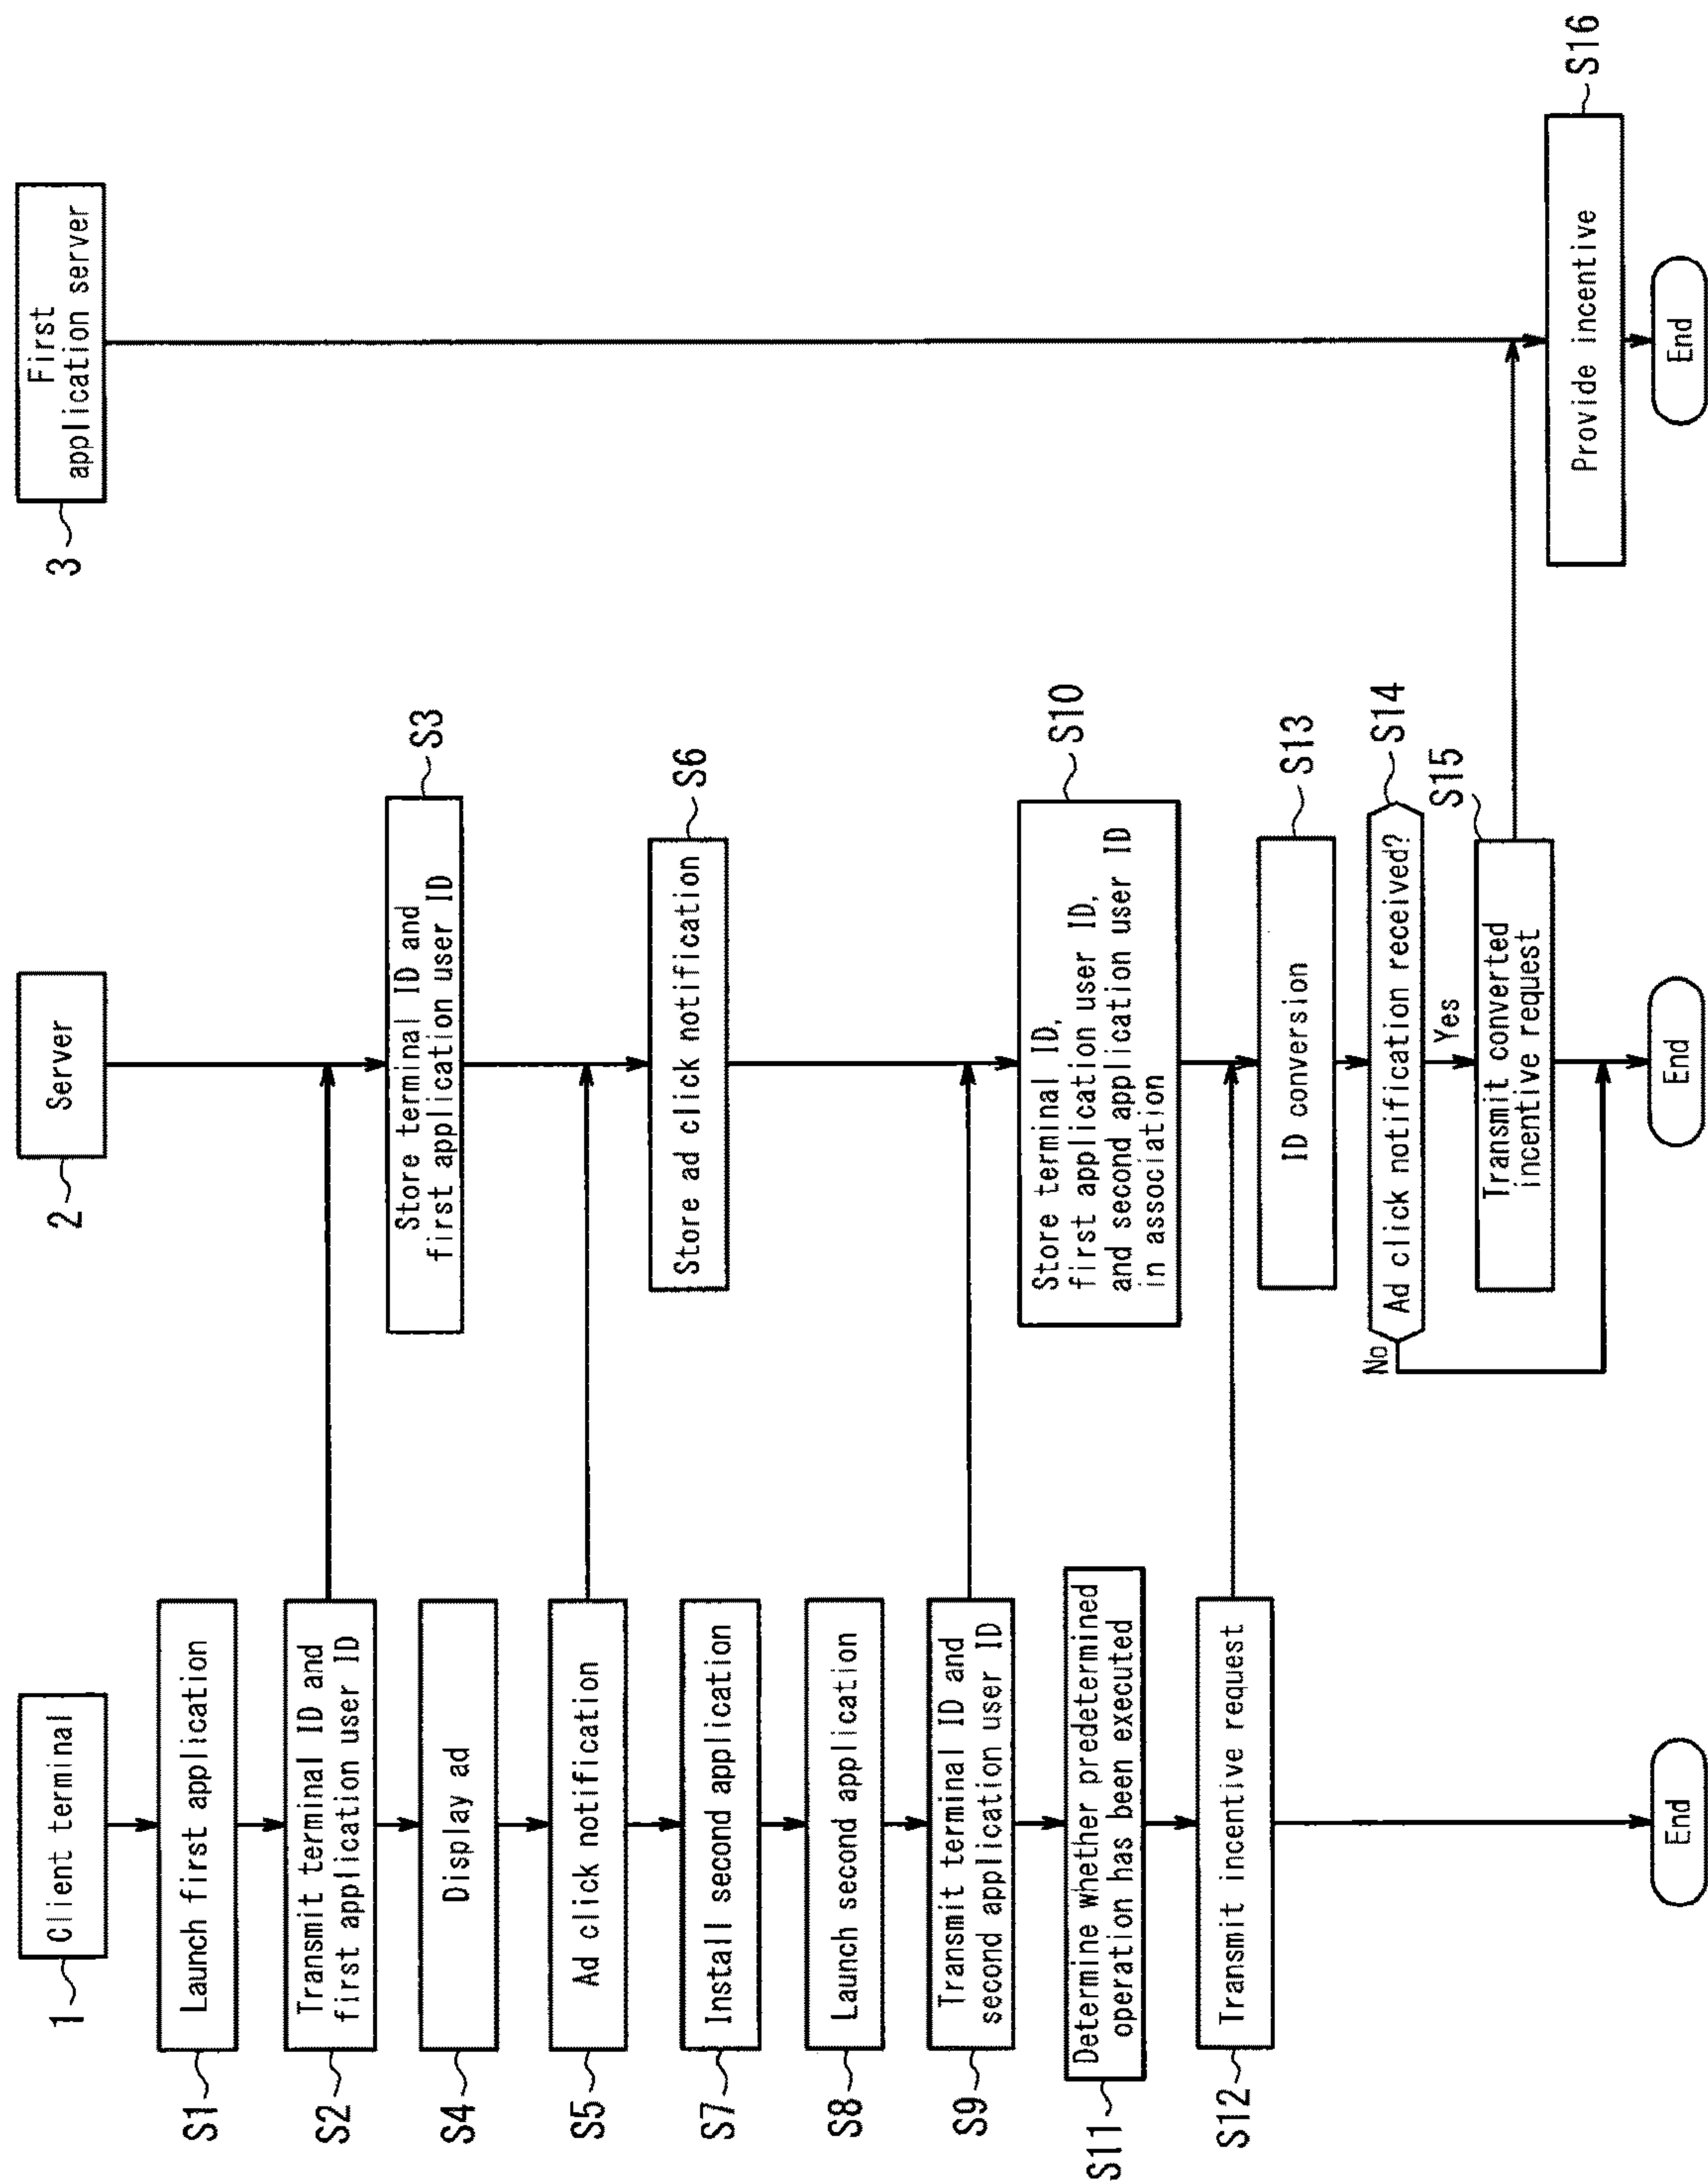 1
Client terminal
S1
Launch first application
S2
Transmit terminal ID and
first application user ID
S4
Display ad
S5
Ad click notification
S7
Install second application
S8
Launch second application
S9
Transmit terminal ID and
second application user ID
S11
Determine whether predetermined
operation has been executed
S12
Transmit incentive request
End
2
Server
Store terminal ID and
first application user ID
S3
Store ad click notification
S6
Store terminal ID,
first application user ID,
and second application user ID
in association
S10
ID conversion
S13
No
Ad click notification received?
S14
Yes
Transmit converted
incentive request
S15
End
3
First
application server
Provide incentive
S16
End